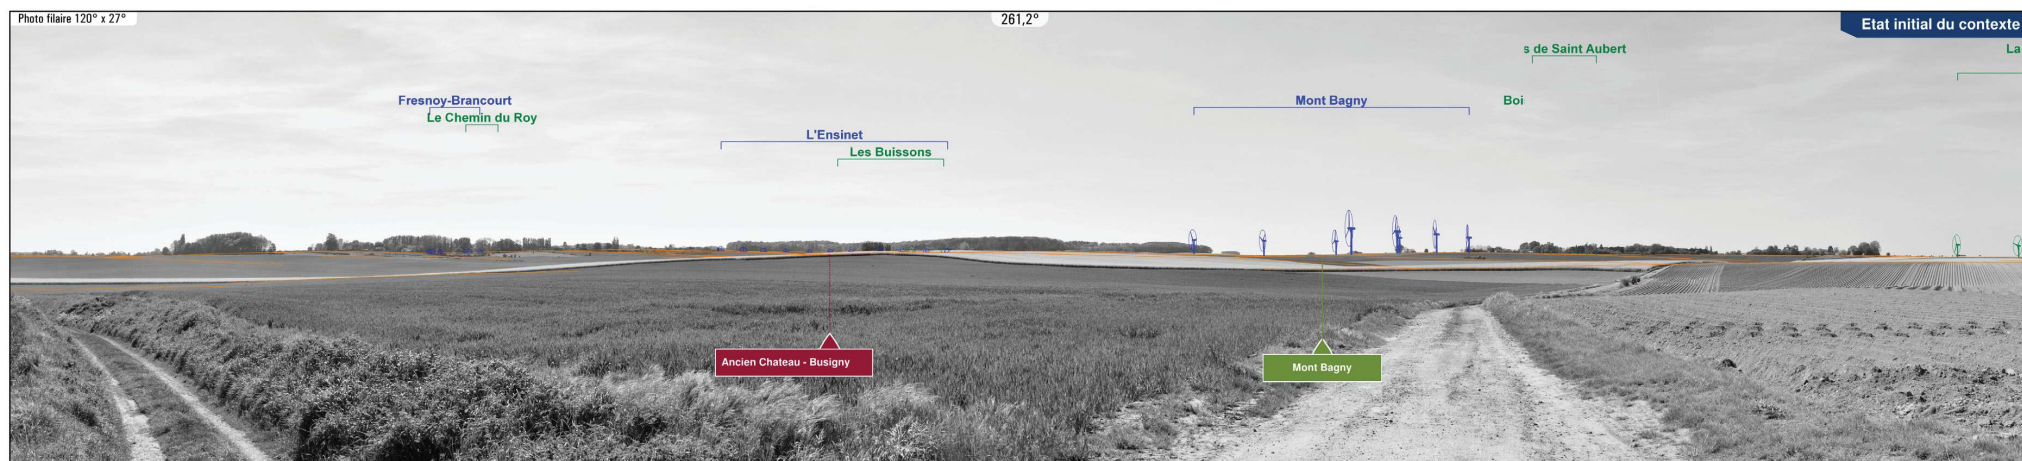 Photo filaire 120° x 27°
261,2°
Etat initial du contexte
s de Saint Aubert
La
Fresnoy-Brancourt
Mont Bagny
Boi
Le Chemin du Roy
L'Ensinet
Les Buissons
Ancien Chateau - Busigny
Mont Bagny